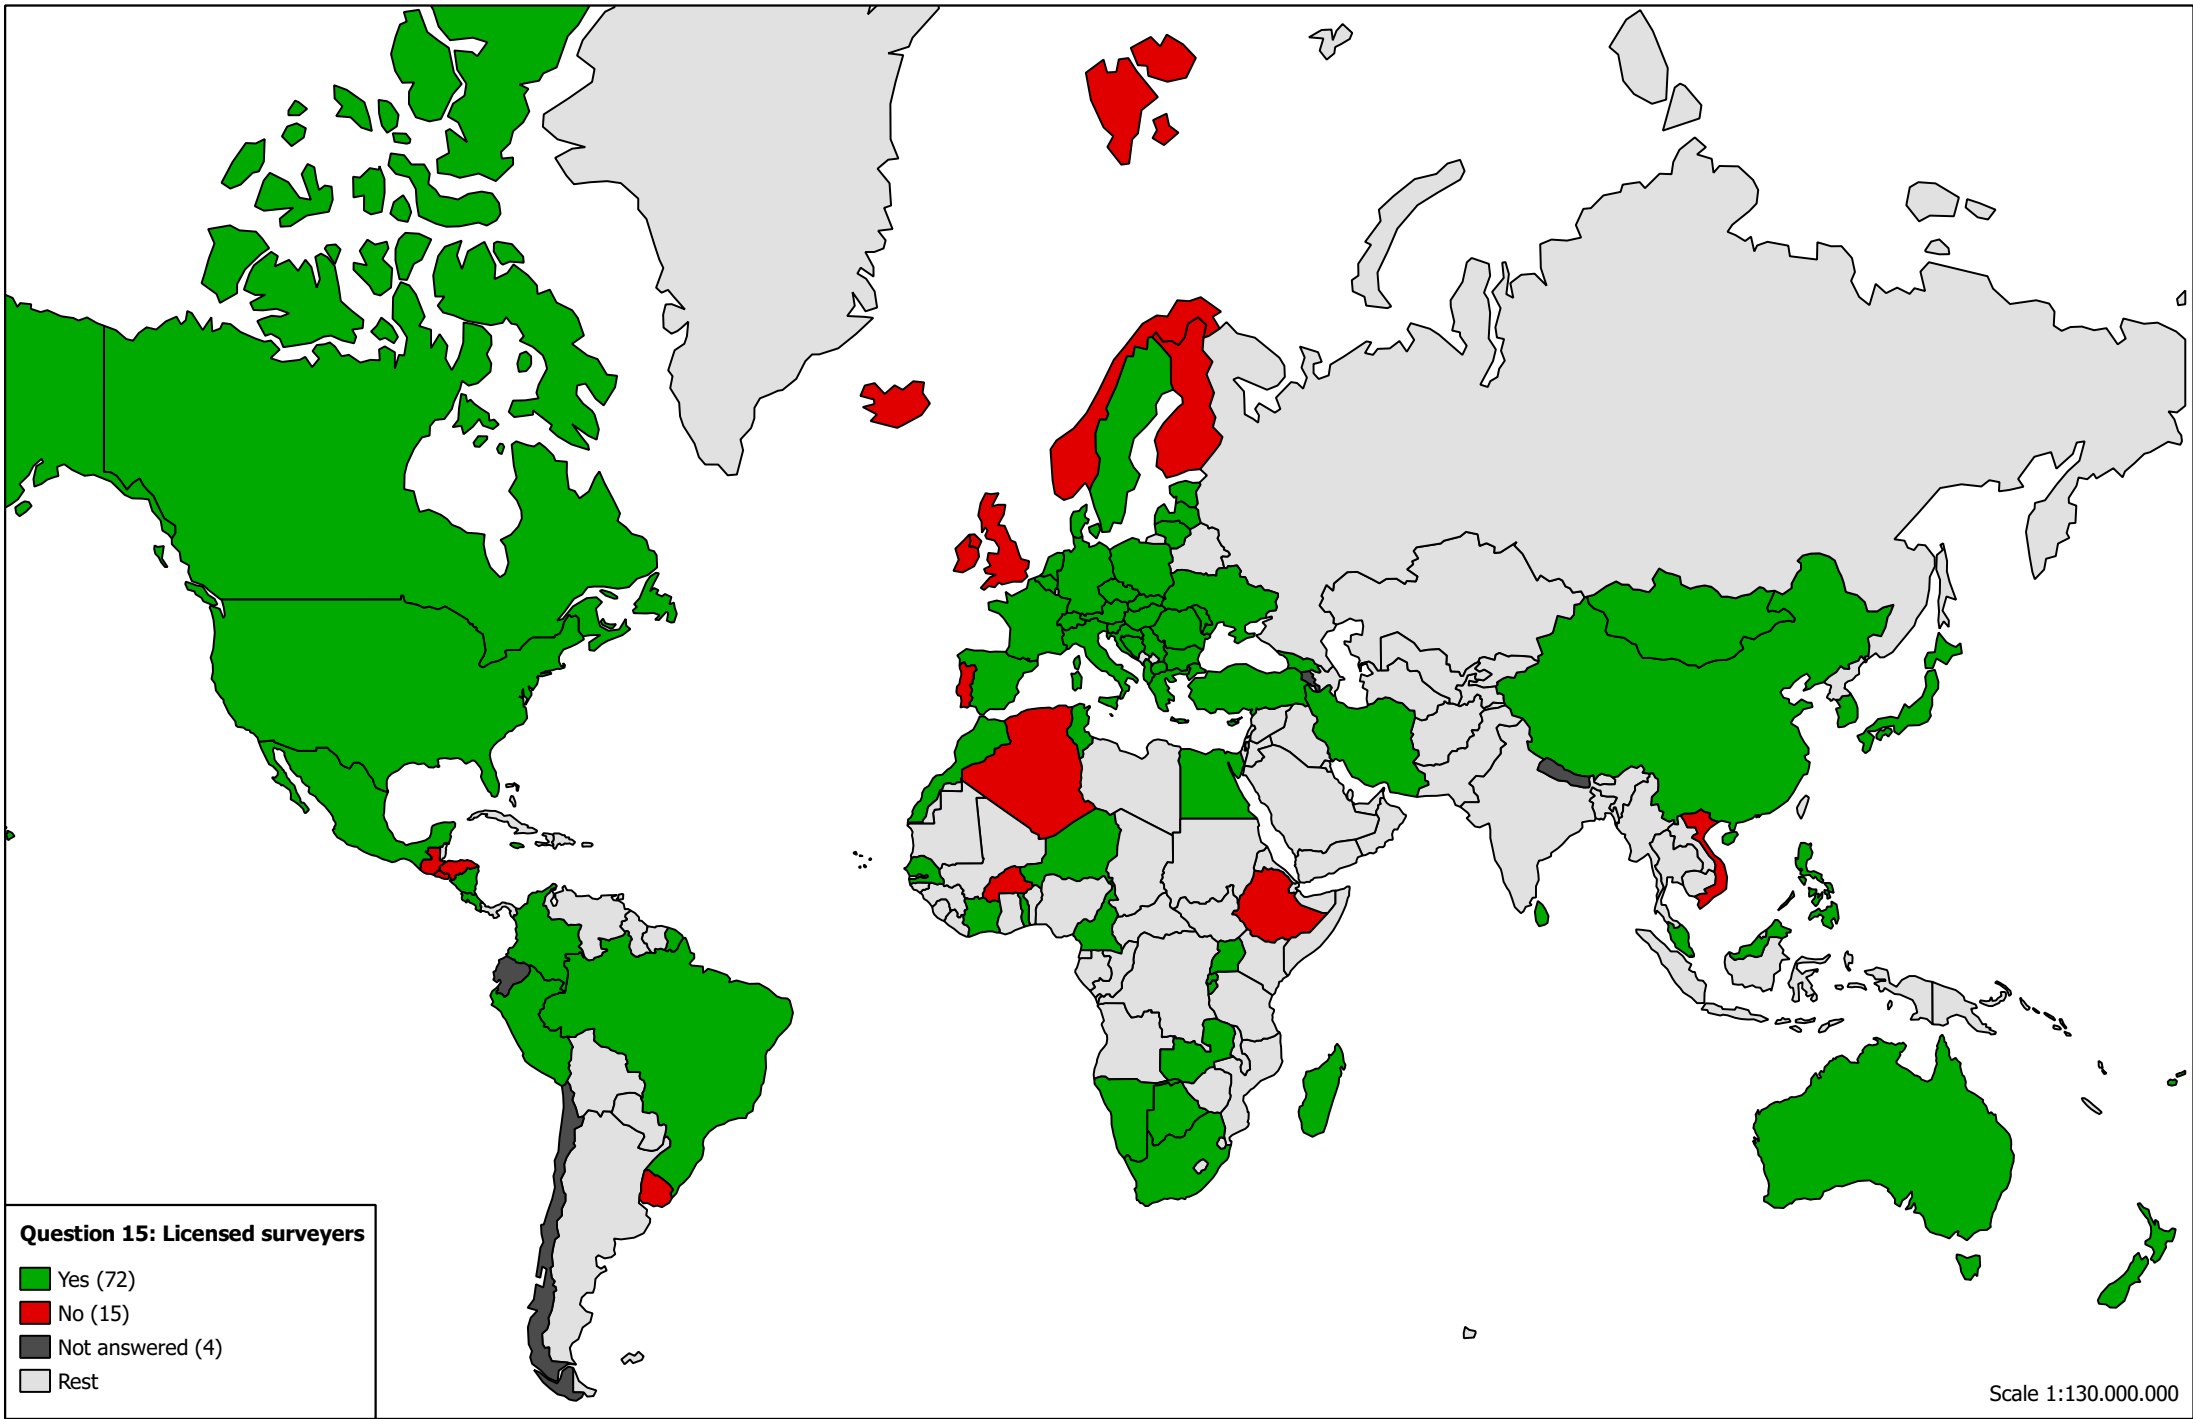 Question 15: Licensed surveyers
Yes (72)
No (15)
Not answered (4)
Rest
Scale 1:130.000.000